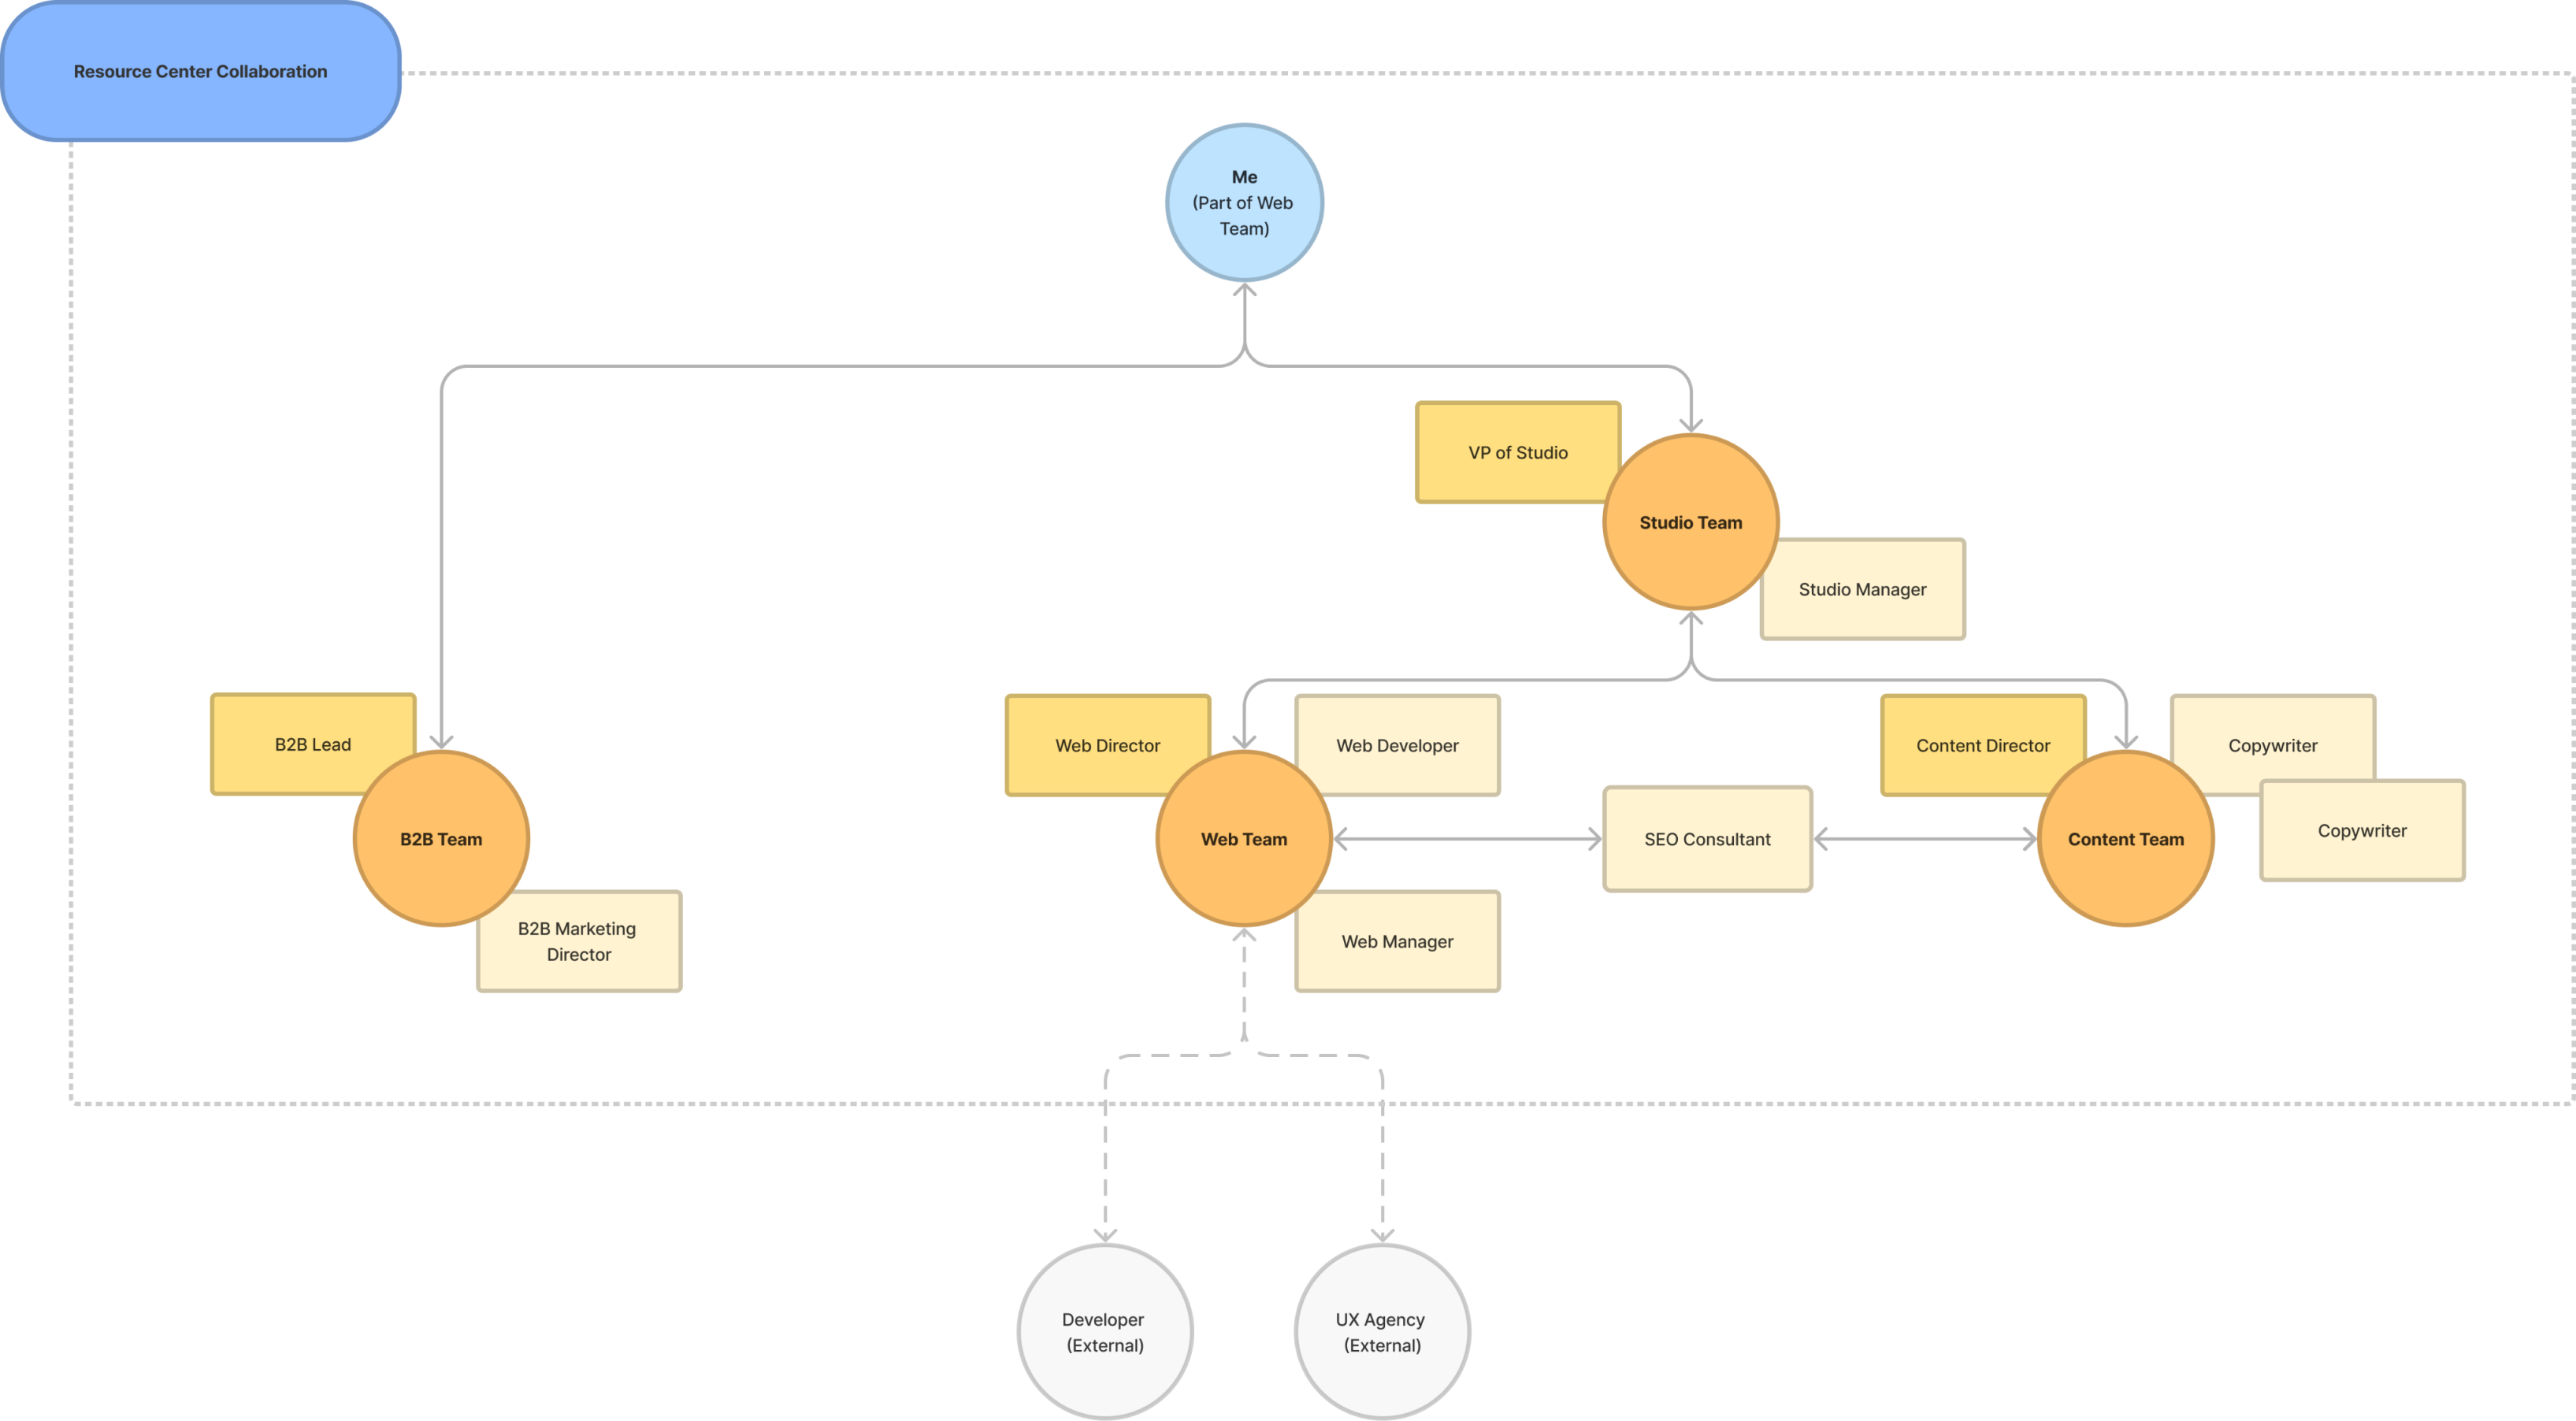 Resource Center Collaboration
Me
(Part of Web
Team)
VP of Studio
Studio Team
Studio Manager
B2B Lead
B2B Team
B2B Marketing
Director
Web Director
Web Developer
Web Team
Web Manager
SEO Consultant
Content Director
Copywriter
Copywriter
Content Team
Developer
(External)
UX Agency
(External)